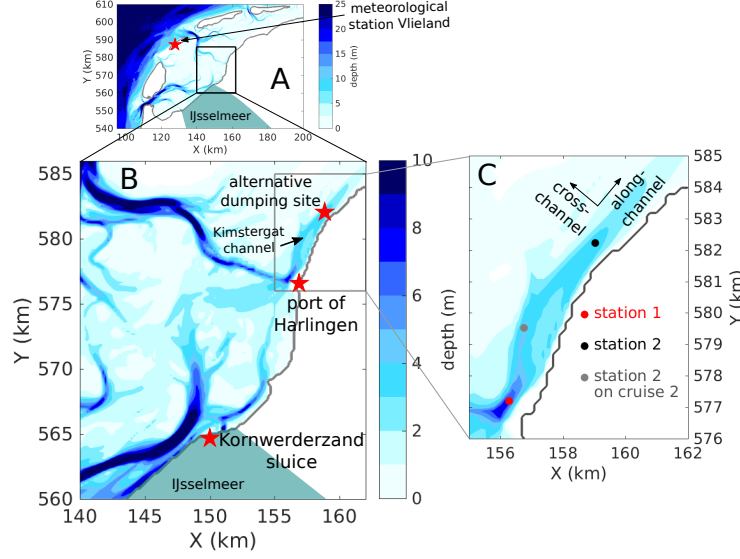 meteorological
station Vlieland
610
600
590
580
570
560
550
540
Y (km)
100
120
140
160
180
200
X (km)
A
IJsselmeer
25
20
15
10
5
0
depth (m)
B
585
580
575
570
565
560
Y (km)
140
145
150
155
160
X (km)
alternative
dumping site
Kimstergat
channel
port of
Harlingen
Kornwerderzand
sluice
IJsselmeer
10
8
6
4
2
0
depth (m)
C
cross-
channel
along-
channel
station 1
station 2
station 2
on cruise 2
585
584
583
582
581
580
579
578
577
576
Y (km)
156
158
160
162
X (km)